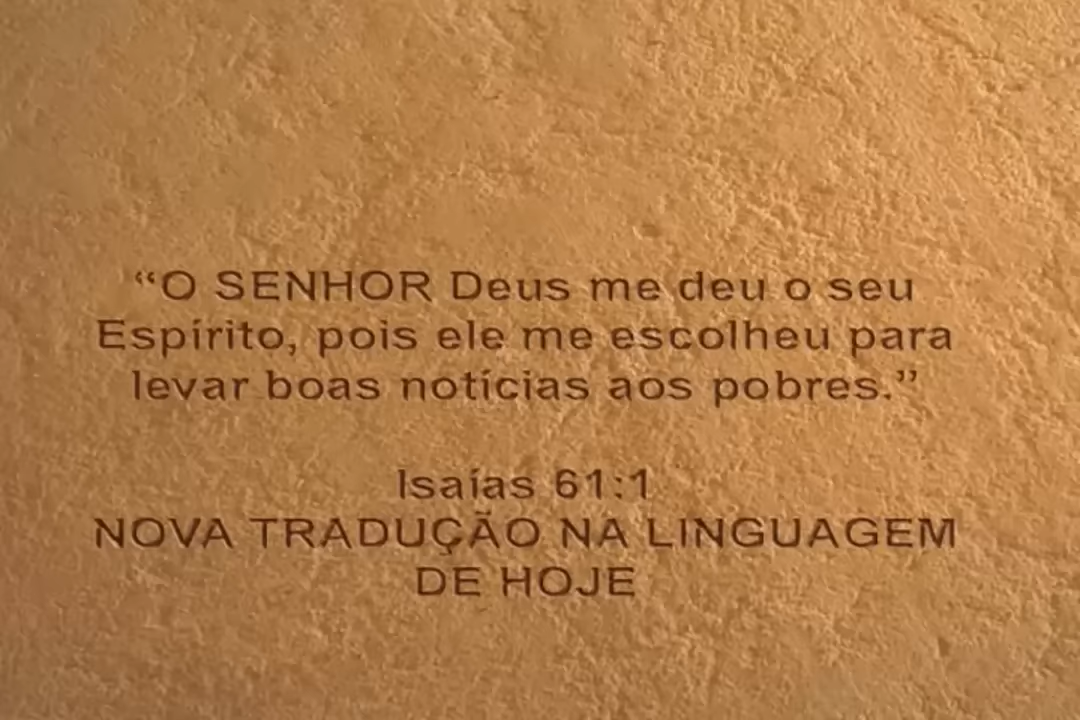 “O SENHOR Deus me deu o seu
Espírito, pois ele me escolheu para
levar boas notícias aos pobres.”
Isaías 61:1
NOVA TRADUÇÃO NA LINGUAGEM
DE HOJE